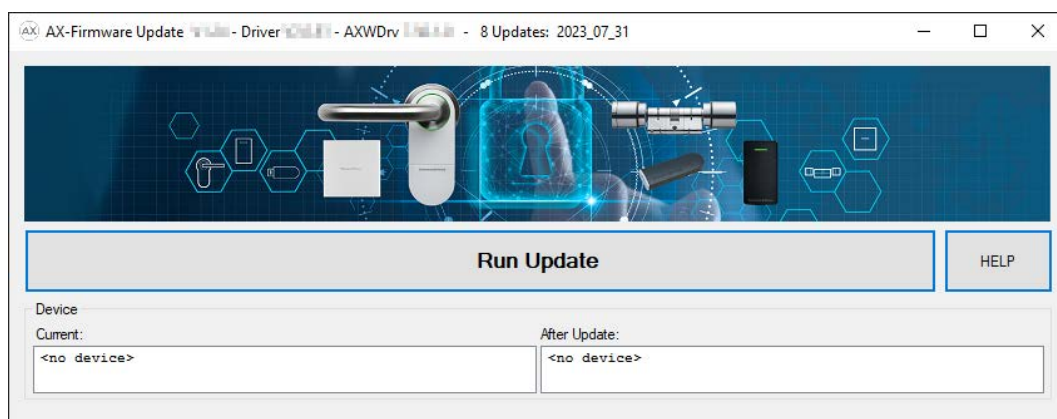 AX AX-Firmware Update - Driver - AXWDrv - 8 Updates: 2023_07_31
Run Update
HELP
Device
Current:
After Update:
<no device>
<no device>